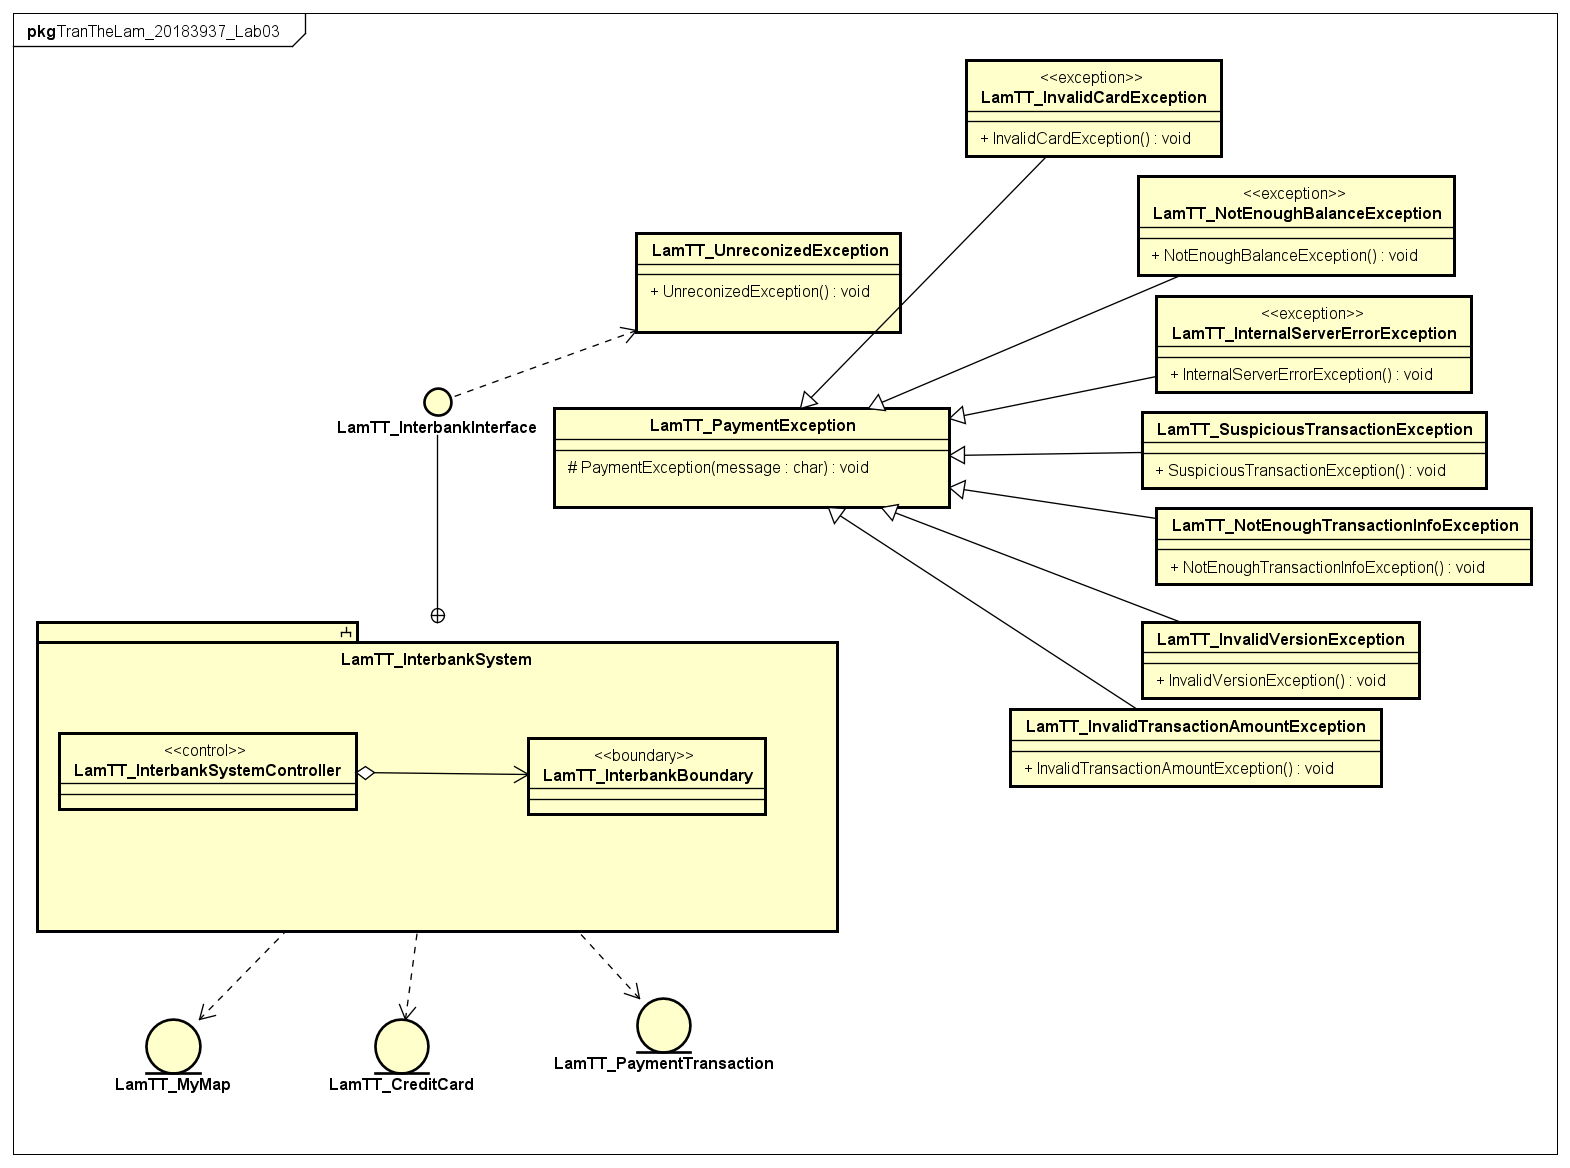 pkgTranTheLam_20183937_Lab03
<<exception>>
LamTT_InvalidCardException
+ InvalidCardException() : void
<<exception>>
LamTT_NotEnoughBalanceException
+ NotEnoughBalanceException() : void
LamTT_UnreconizedException
+ UnreconizedException() : void
<<exception>>
LamTT_InternalServerErrorException
+ InternalServerErrorException() : void
LamTT_InterbankInterface
LamTT_PaymentException
# PaymentException(message : char) : void
LamTT_SuspiciousTransactionException
+ SuspiciousTransactionException() : void
LamTT_NotEnoughTransactionInfoException
+ NotEnoughTransactionInfoException() : void
LamTT_InvalidVersionException
+ InvalidVersionException() : void
LamTT_InvalidTransactionAmountException
+ InvalidTransactionAmountException() : void
LamTT_InterbankSystem
<<control>>
LamTT_InterbankSystemController
<<boundary>>
LamTT_InterbankBoundary
LamTT_MyMap
LamTT_CreditCard
LamTT_PaymentTransaction